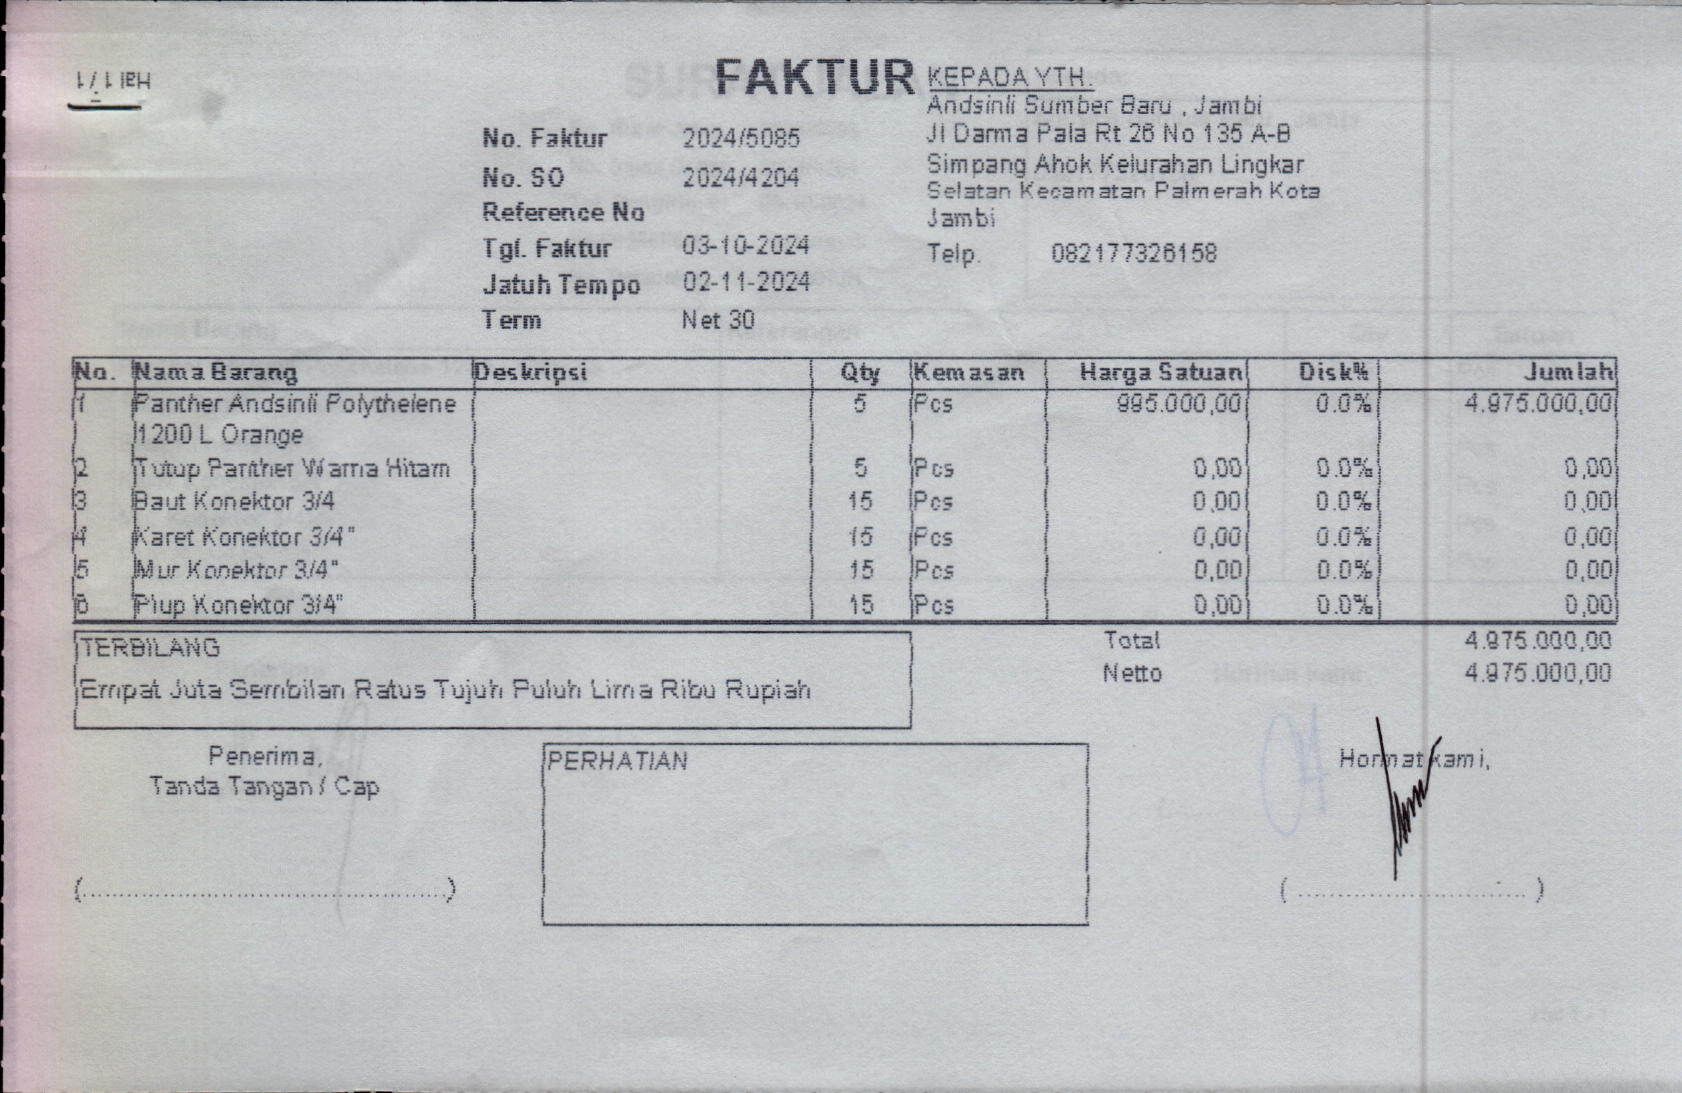 Hal 1 / 1
FAKTUR
No. Faktur 2024/5085
No. SO 2024/4204
Reference No
Tgl. Faktur 03-10-2024
Jatuh Tempo 02-11-2024
Term Net 30
KEPADA YTH.
Andsinli Sumber Baru , Jambi
Jl Darma Pala Rt 26 No 135 A-B
Simpang Ahok Kelurahan Lingkar
Selatan Kecamatan Palmerah Kota
Jambi
Telp. 082177326158
No. Nama Barang Deskripsi Qty Kemasan Harga Satuan Disk% Jumlah
1 Panther Andsinli Polythelene 5 Pcs 995.000,00 0.0% 4.975.000,00
1200 L Orange
2 Tutup Panther Warna Hitam 5 Pcs 0,00 0.0% 0,00
3 Baut Konektor 3/4 15 Pcs 0,00 0.0% 0,00
4 Karet Konektor 3/4" 15 Pcs 0,00 0.0% 0,00
5 Mur Konektor 3/4" 15 Pcs 0,00 0.0% 0,00
6 Plup Konektor 3/4" 15 Pcs 0,00 0.0% 0,00
TERBILANG
Empat Juta Sembilan Ratus Tujuh Puluh Lima Ribu Rupiah
Total 4.975.000,00
Netto 4.975.000,00
Penerima,
Tanda Tangan / Cap
PERHATIAN
Hormat kami,
(..............................................)
( ............................. )